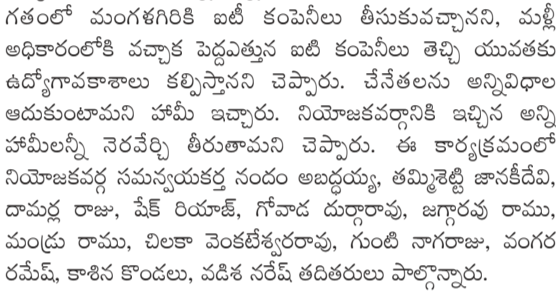 గతంలో మంగళగిరికి ఐటీ కంపెనీలు తీసుకువచ్చానని, మళ్లీ
అధికారంలోకి వచ్చాక పెద్దఎత్తున ఐటి కంపెనీలు తెచ్చి యువతకు
ఉద్యోగావకాశాలు కల్పిస్తానని చెప్పారు. చేనేతలను అన్నివిధాల
ఆదుకుంటామని హామీ ఇచ్చారు. నియోజకవర్గానికి ఇచ్చిన అన్ని
హామీలన్నీ నెరవేర్చి తీరుతామని చెప్పారు. ఈ కార్యక్రమంలో
నియోజకవర్గ సమన్వయకర్త నందం అబద్ధయ్య, తమ్మిశెట్టి జానకీదేవి,
దామర్ల రాజు, షేక్ రియాజ్, గోవాడ దుర్గారావు, జగ్గారవు రాము,
మండ్రు రాము, చిలకా వెంకటేశ్వరరావు, గుంటి నాగరాజు, వంగర
రమేష్, కాశిన కొండలు, వడిశ నరేష్ తదితరులు పాల్గొన్నారు.